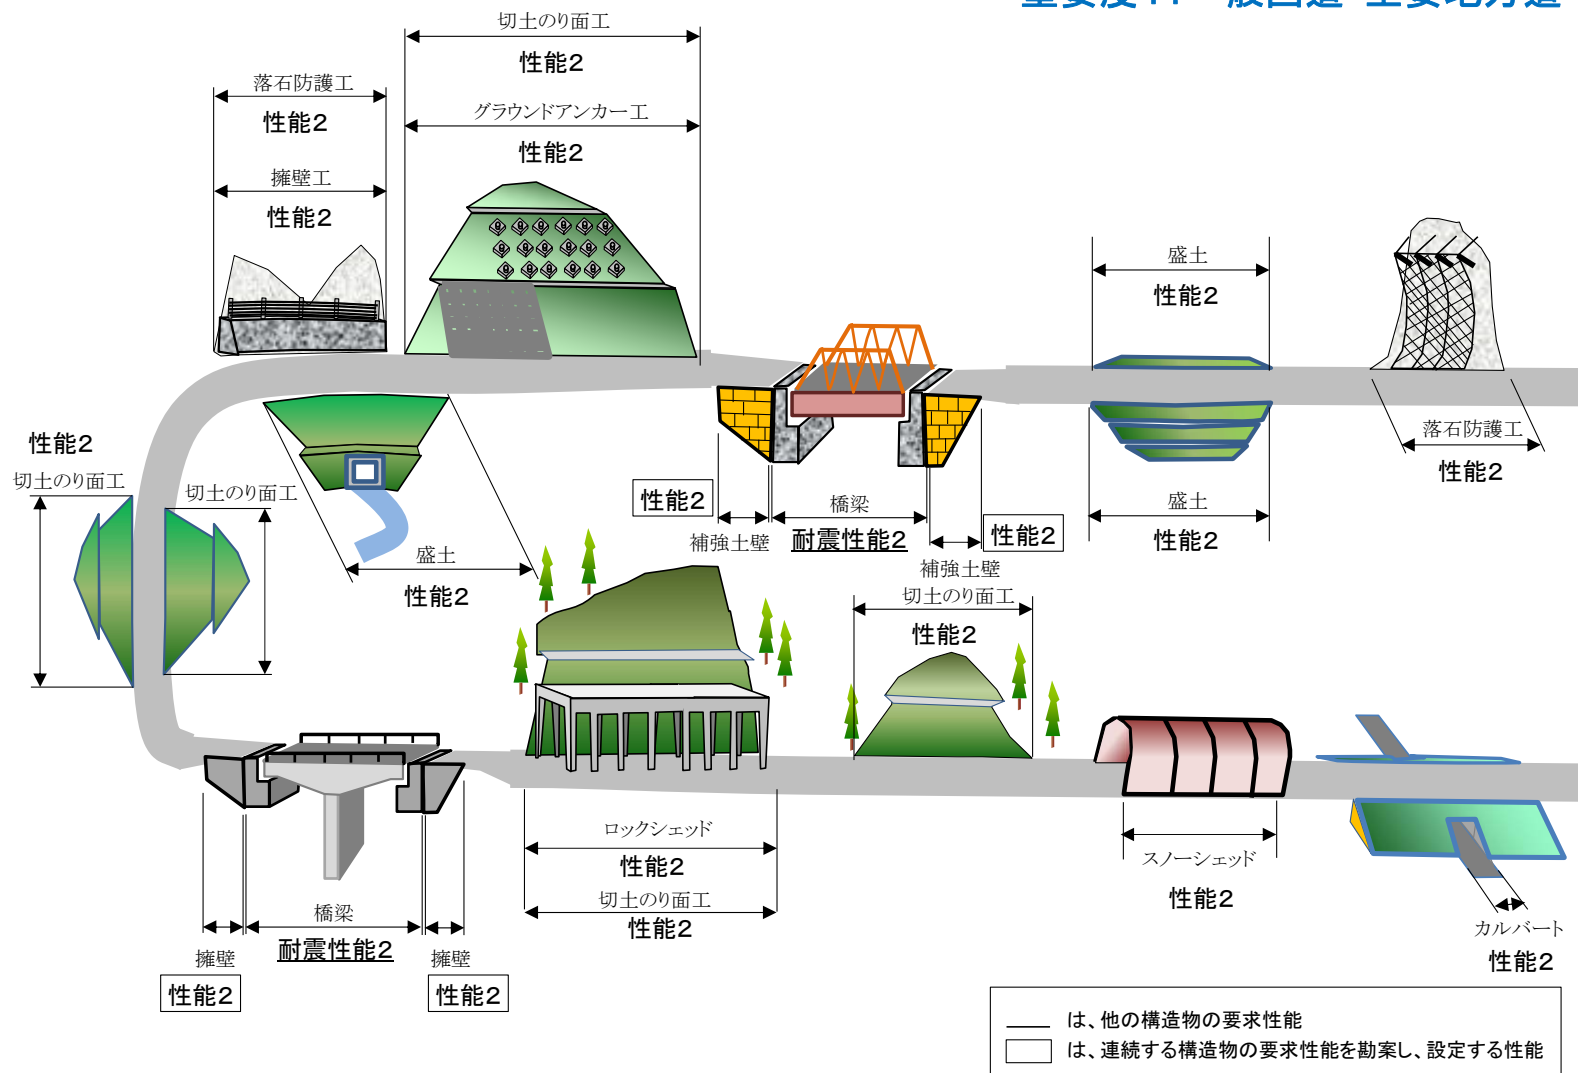 切土のり面工
性能2
落石防護工
性能2
グラウンドアンカー工
性能2
擁壁工
性能2
盛土
性能2
落石防護工
性能2
性能2
切土のり面工
切土のり面工
性能2
橋梁
耐震性能2
性能2
補強土壁
補強土壁
盛土
性能2
盛土
性能2
切土のり面工
性能2
ロックシェッド
性能2
切土のり面工
性能2
スノーシェッド
性能2
カルバート
性能2
橋梁
耐震性能2
擁壁
性能2
擁壁
性能2
は、他の構造物の要求性能
は、連続する構造物の要求性能を勘案し、設定する性能